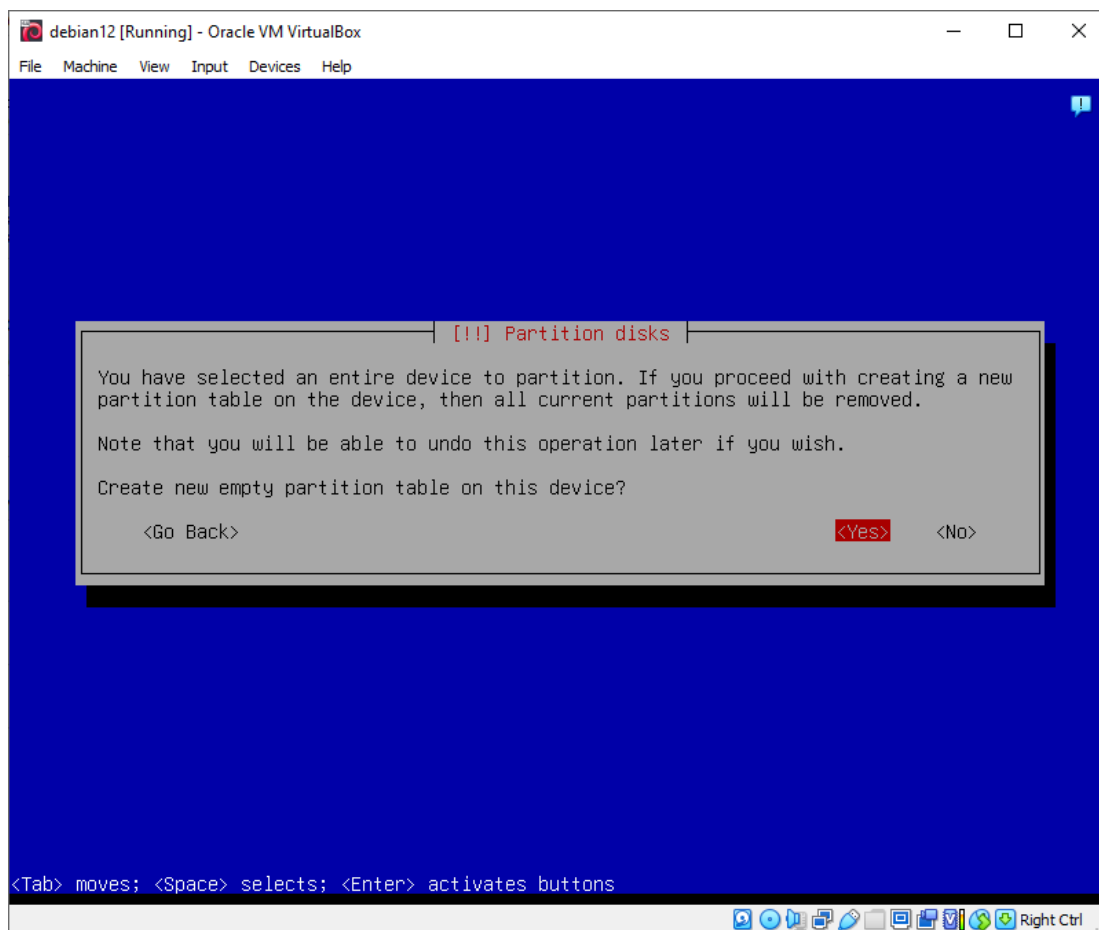 debian12 [Running] - Oracle VM VirtualBox
File Machine View Input Devices Help
[!!] Partition disks
You have selected an entire device to partition. If you proceed with creating a new
partition table on the device, then all current partitions will be removed.
Note that you will be able to undo this operation later if you wish.
Create new empty partition table on this device?
<Go Back> <Yes> <No>
<Tab> moves; <Space> selects; <Enter> activates buttons
Right Ctrl